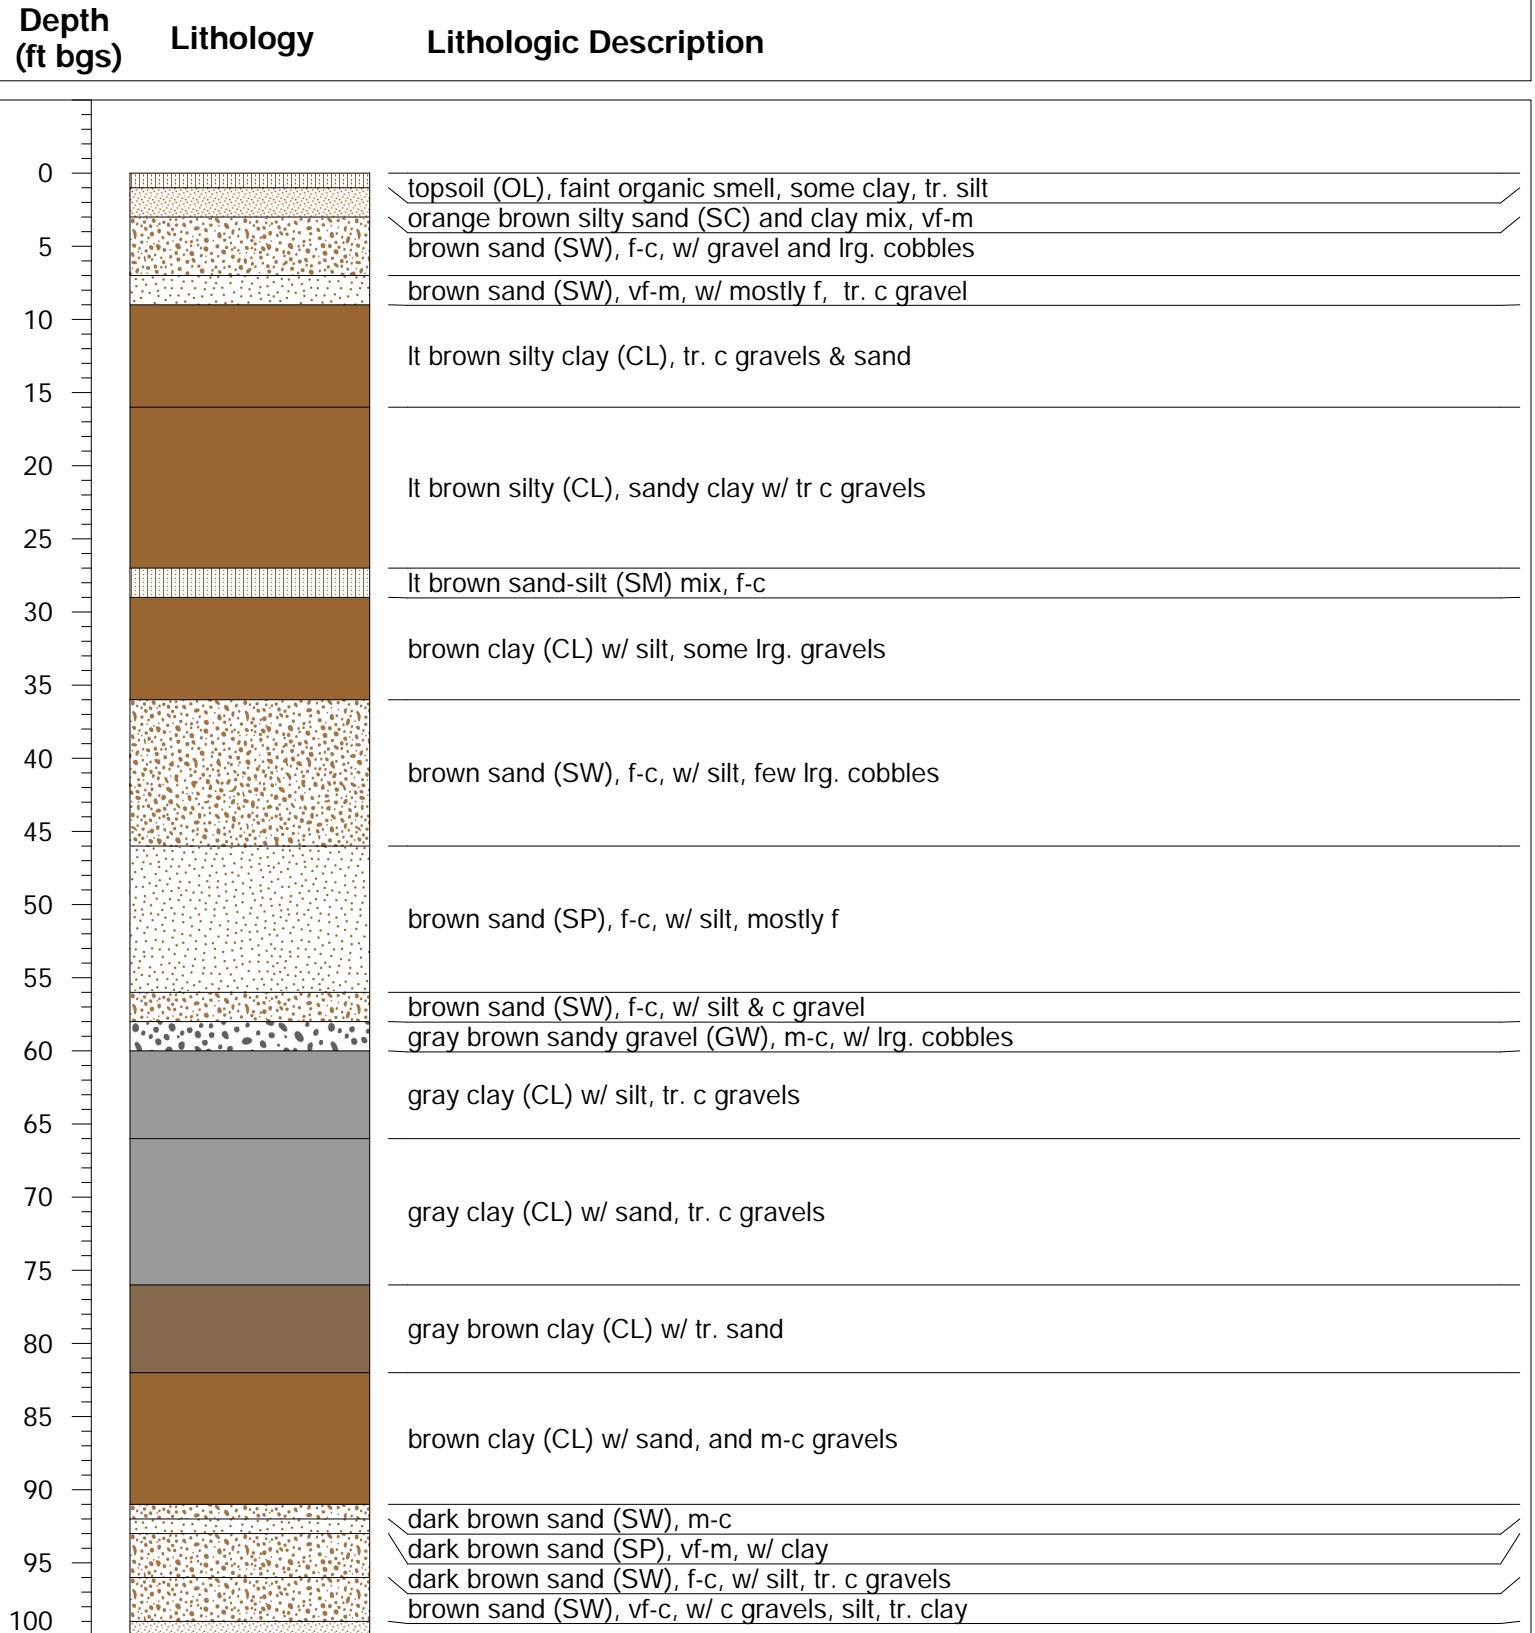 Depth
(ft bgs)
Lithology
Lithologic Description
0
topsoil (OL), faint organic smell, some clay, tr. silt
orange brown silty sand (SC) and clay mix, vf-m
5
brown sand (SW), f-c, w/ gravel and lrg. cobbles
brown sand (SW), vf-m, w/ mostly f, tr. c gravel
10
lt brown silty clay (CL), tr. c gravels & sand
15
20
lt brown silty (CL), sandy clay w/ tr c gravels
25
lt brown sand-silt (SM) mix, f-c
30
brown clay (CL) w/ silt, some lrg. gravels
35
40
brown sand (SW), f-c, w/ silt, few lrg. cobbles
45
50
brown sand (SP), f-c, w/ silt, mostly f
55
brown sand (SW), f-c, w/ silt & c gravel
gray brown sandy gravel (GW), m-c, w/ lrg. cobbles
60
gray clay (CL) w/ silt, tr. c gravels
65
70
gray clay (CL) w/ sand, tr. c gravels
75
gray brown clay (CL) w/ tr. sand
80
85
brown clay (CL) w/ sand, and m-c gravels
90
dark brown sand (SW), m-c
dark brown sand (SP), vf-m, w/ clay
95
dark brown sand (SW), f-c, w/ silt, tr. c gravels
brown sand (SW), vf-c, w/ c gravels, silt, tr. clay
100